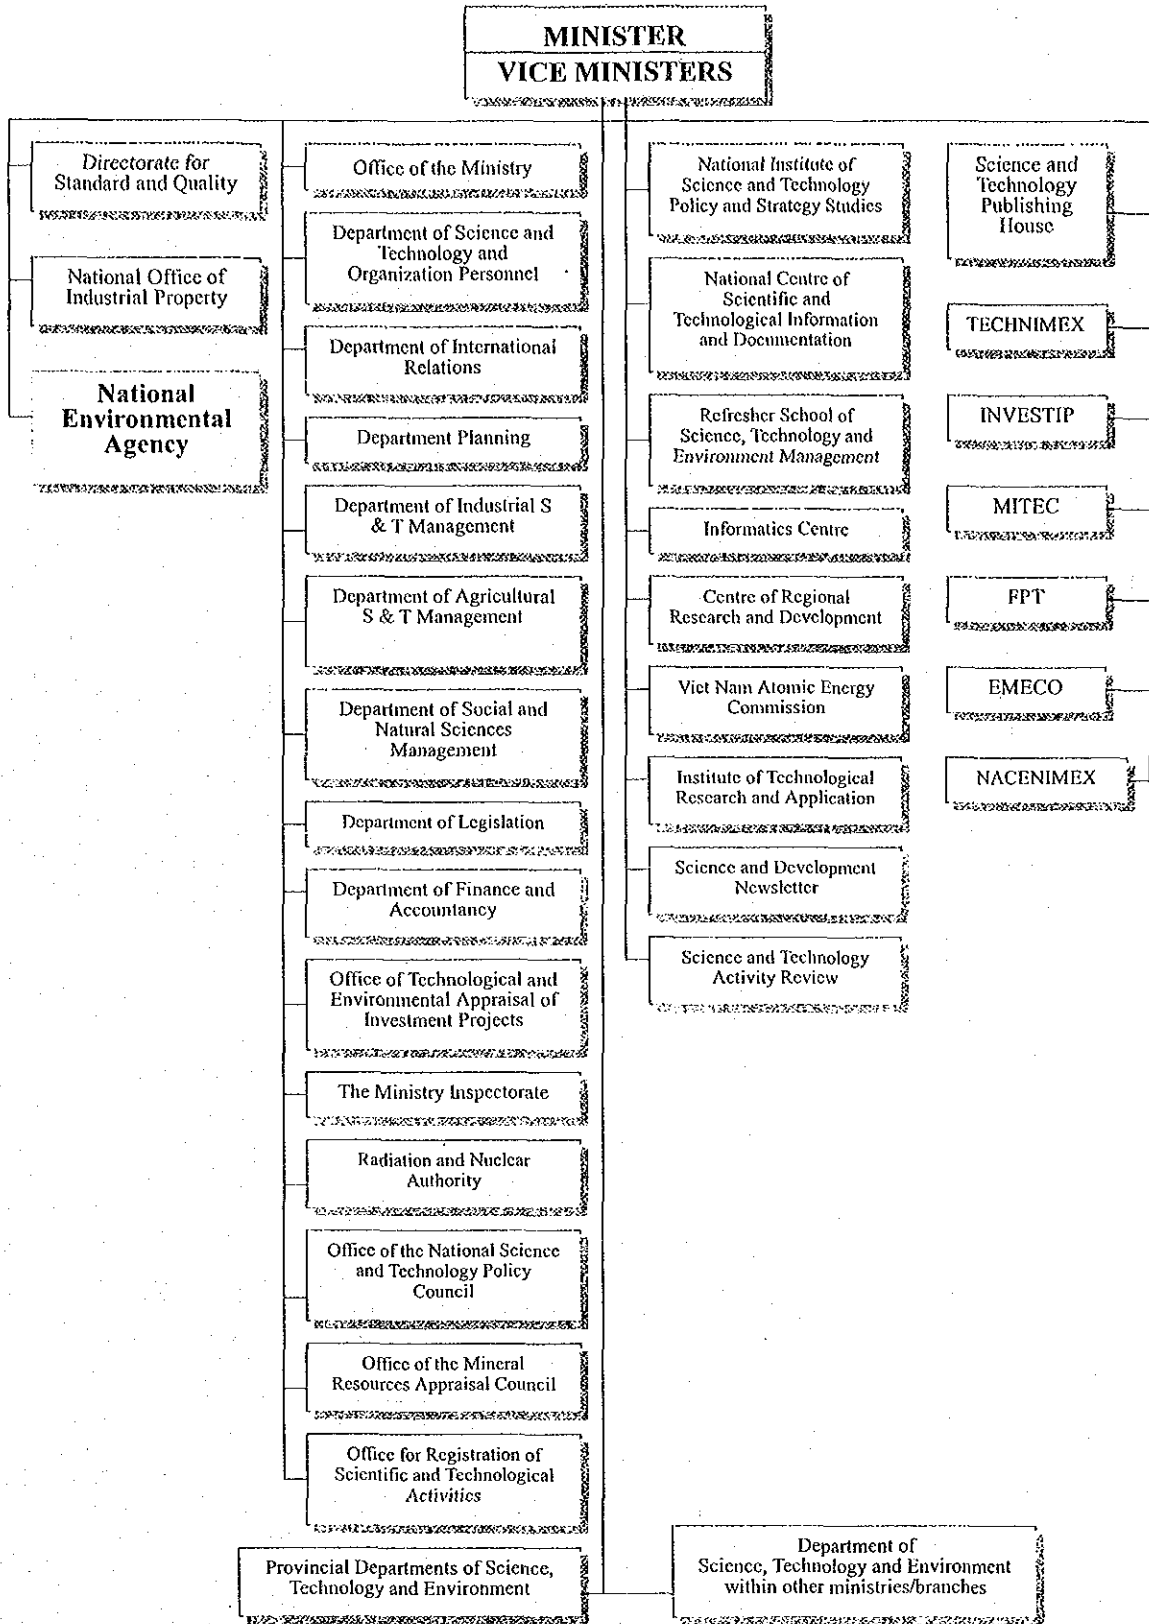 MINISTER
VICE MINISTERS
Directorate for
Standard and Quality
National Office of
Industrial Property
National
Environmental
Agency
Office of the Ministry
Department of Science and
Technology and
Organization Personnel
Department of International
Relations
Department Planning
Department of Industrial S
& T Management
Department of Agricultural
S & T Management
Department of Social and
Natural Sciences
Management
Department of Legislation
Department of Finance and
Accountancy
Office of Technological and
Environmental Appraisal of
Investment Projects
The Ministry Inspectorate
Radiation and Nuclear
Authority
Office of the National Science
and Technology Policy
Council
Office of the Mineral
Resources Appraisal Council
Office for Registration of
Scientific and Technological
Activities
National Institute of
Science and Technology
Policy and Strategy Studies
National Centre of
Scientific and
Technological Information
and Documentation
Refresher School of
Science, Technology and
Environment Management
Informatics Centre
Centre of Regional
Research and Development
Viet Nam Atomic Energy
Commission
Institute of Technological
Research and Application
Science and Development
Newsletter
Science and Technology
Activity Review
Science and
Technology
Publishing
House
TECHNIMEX
INVESTIP
MITEC
FPT
EMECO
NACENIMEX
Provincial Departments of Science,
Technology and Environment
Department of
Science, Technology and Environment
within other ministries/branches